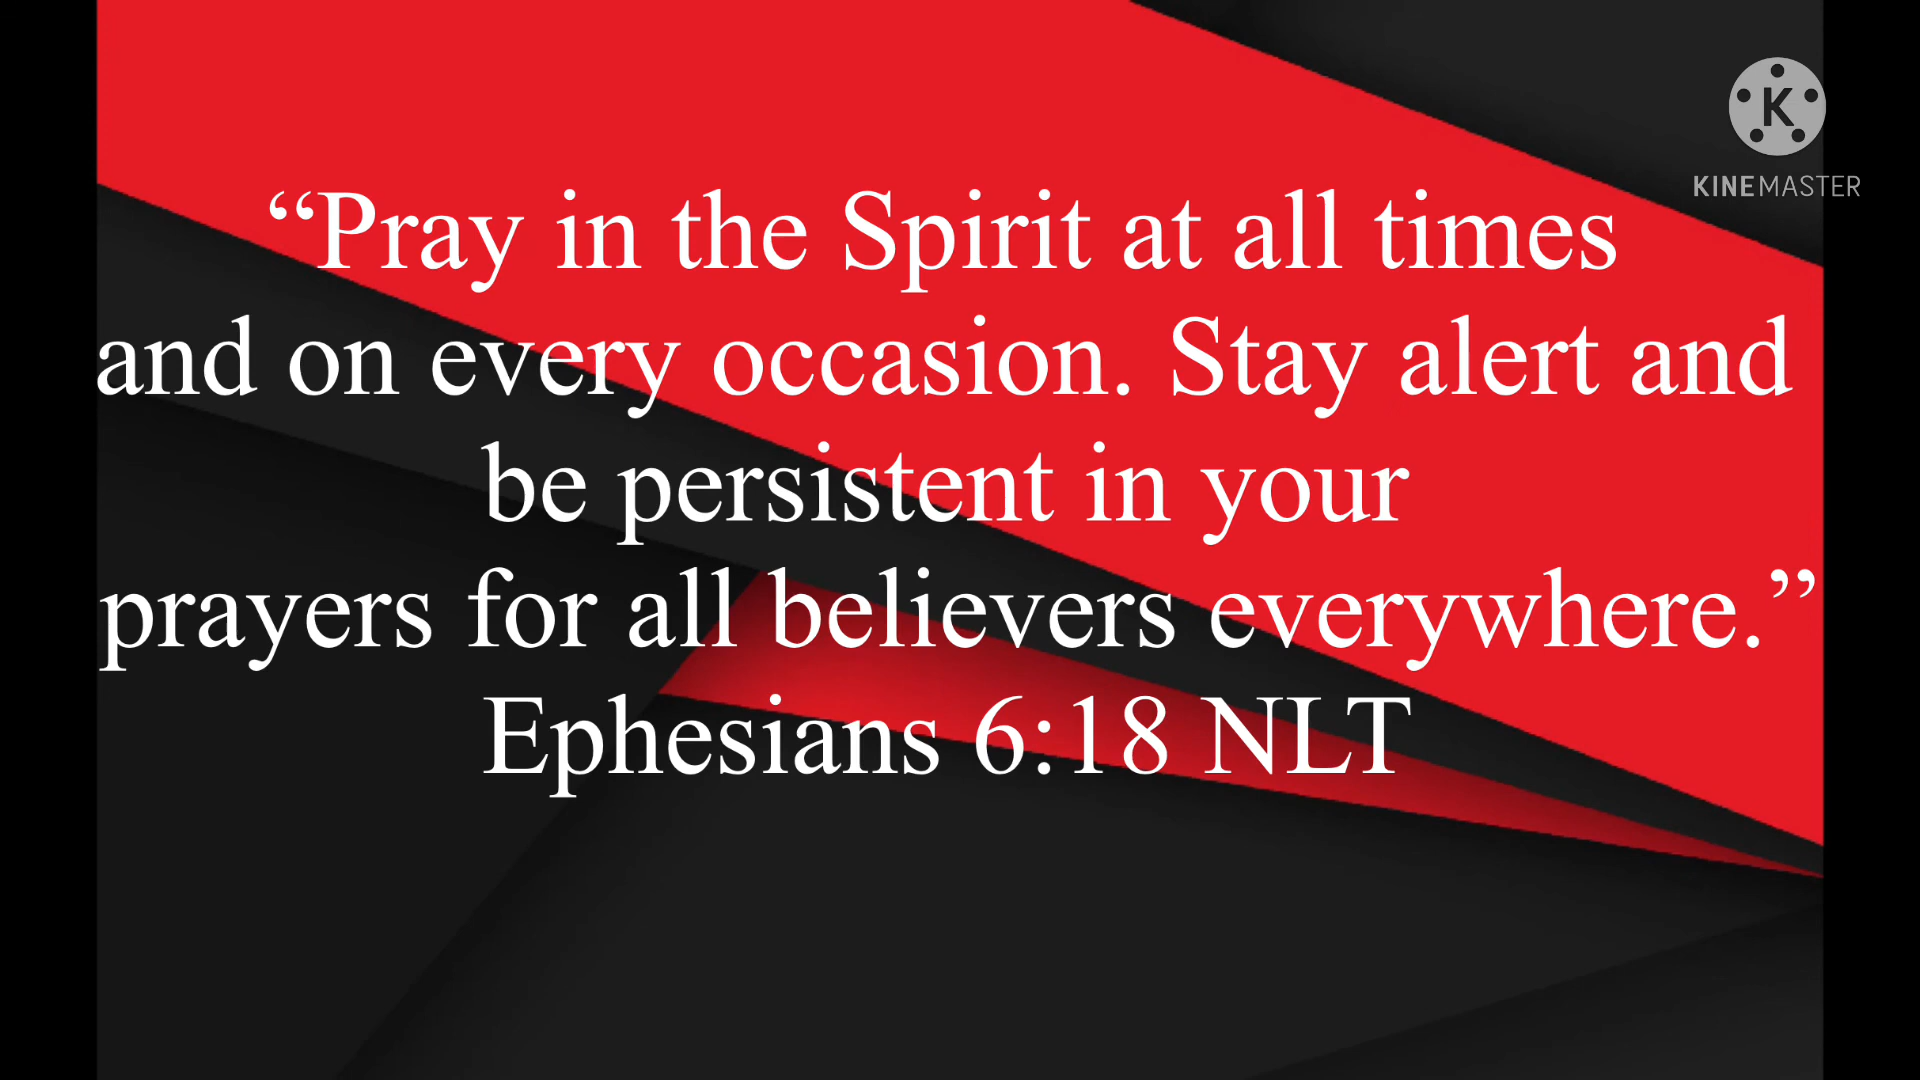 “Pray in the Spirit at all times
and on every occasion. Stay alert and
be persistent in your
prayers for all believers everywhere.”
Ephesians 6:18 NLT
K
KINEMASTER